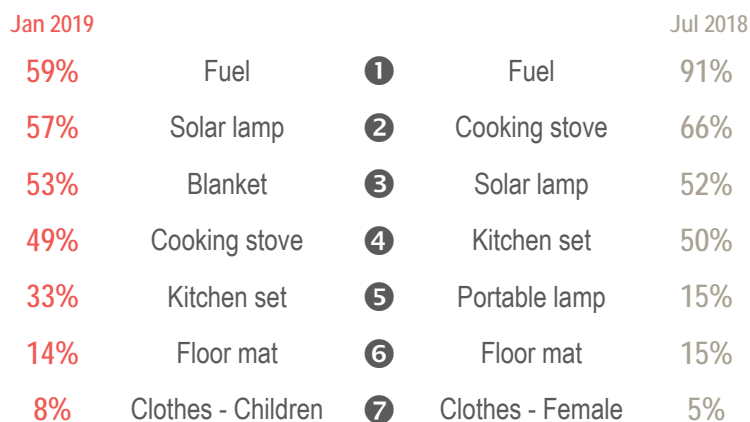 Jan 2019 Jul 2018
59% Fuel ❶ Fuel 91%
57% Solar lamp ❷ Cooking stove 66%
53% Blanket ❸ Solar lamp 52%
49% Cooking stove ❹ Kitchen set 50%
33% Kitchen set ❺ Portable lamp 15%
14% Floor mat ❻ Floor mat 15%
8% Clothes - Children ❼ Clothes - Female 5%